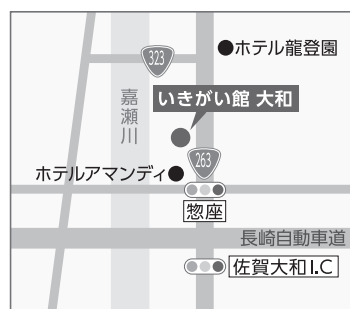 323
ホテル龍登園
嘉瀬川
いきがい館 大和
263
ホテルアマンディ
惣座
長崎自動車道
佐賀大和I.C